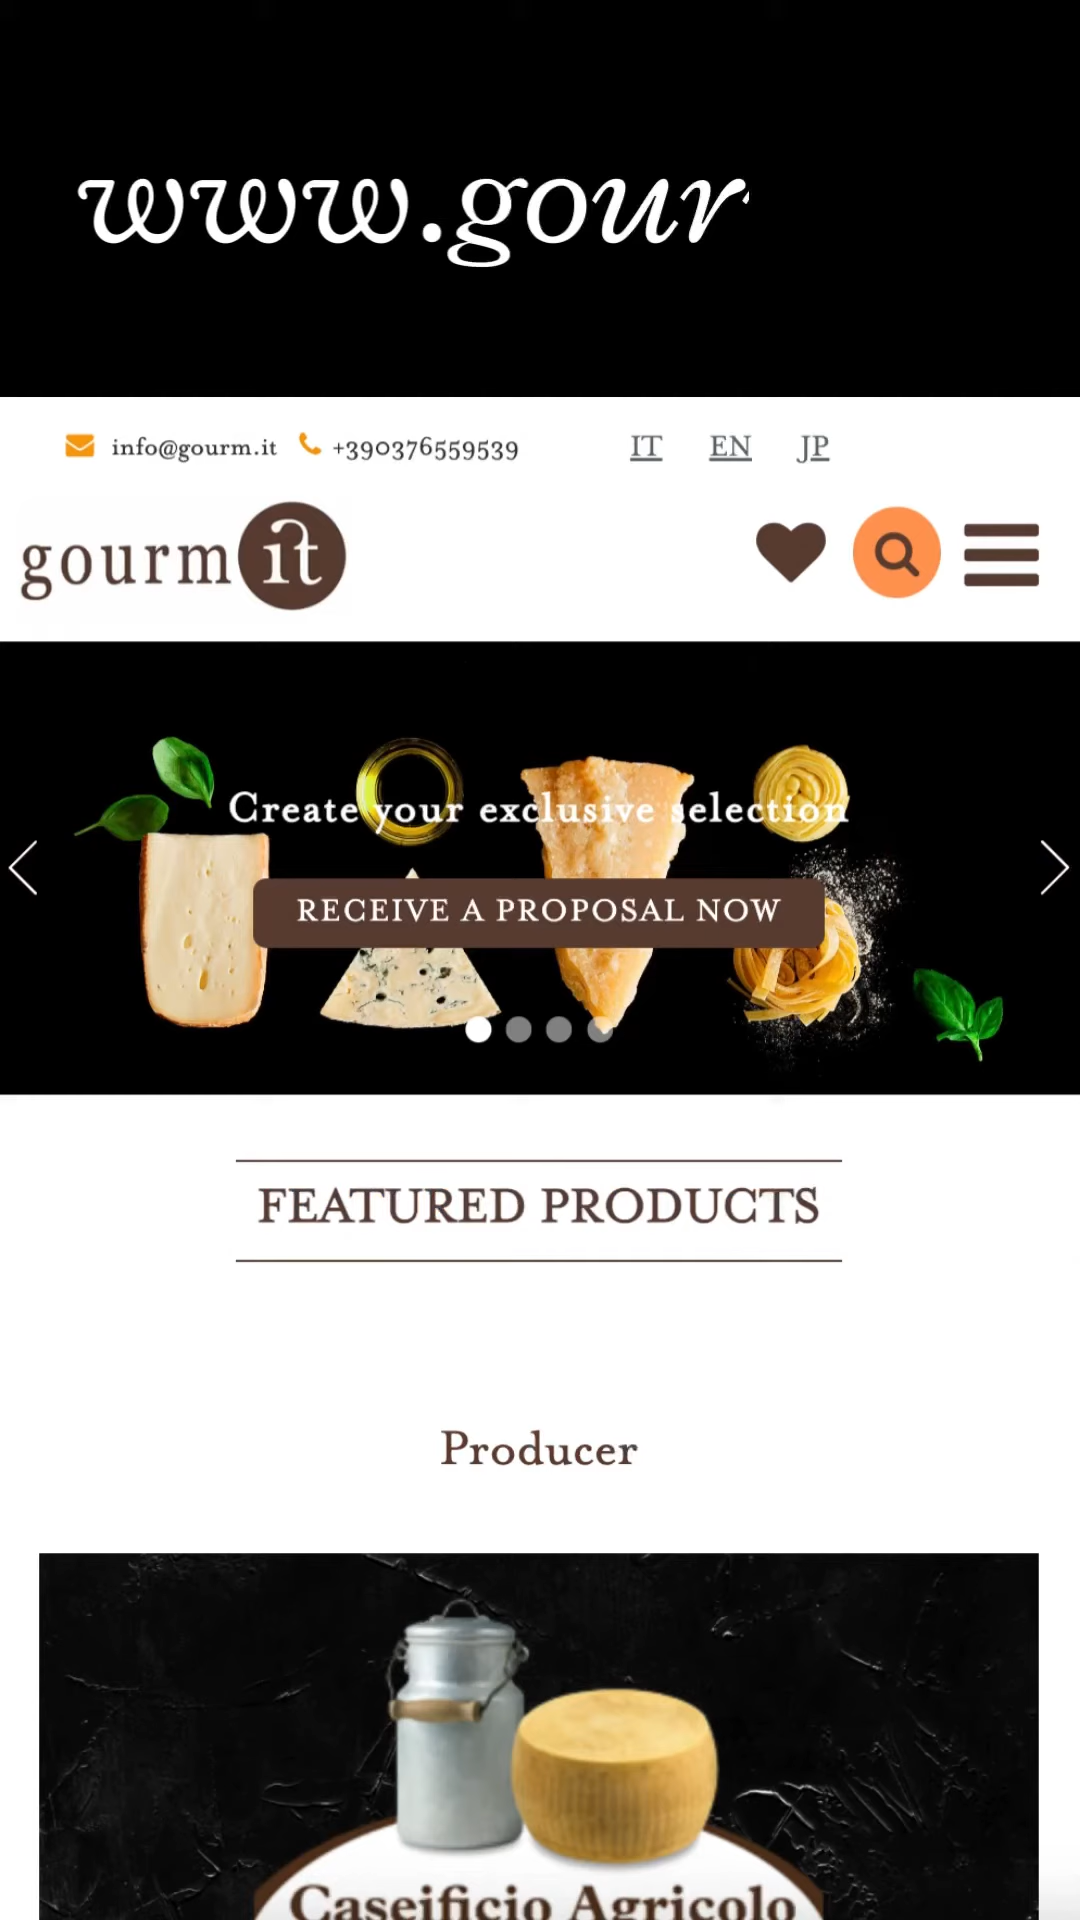 www.gour
info@gourm.it +390376559539 IT EN JP
gourmit
Create your exclusive selection
RECEIVE A PROPOSAL NOW
FEATURED PRODUCTS
Producer
Caseificio Agricolo